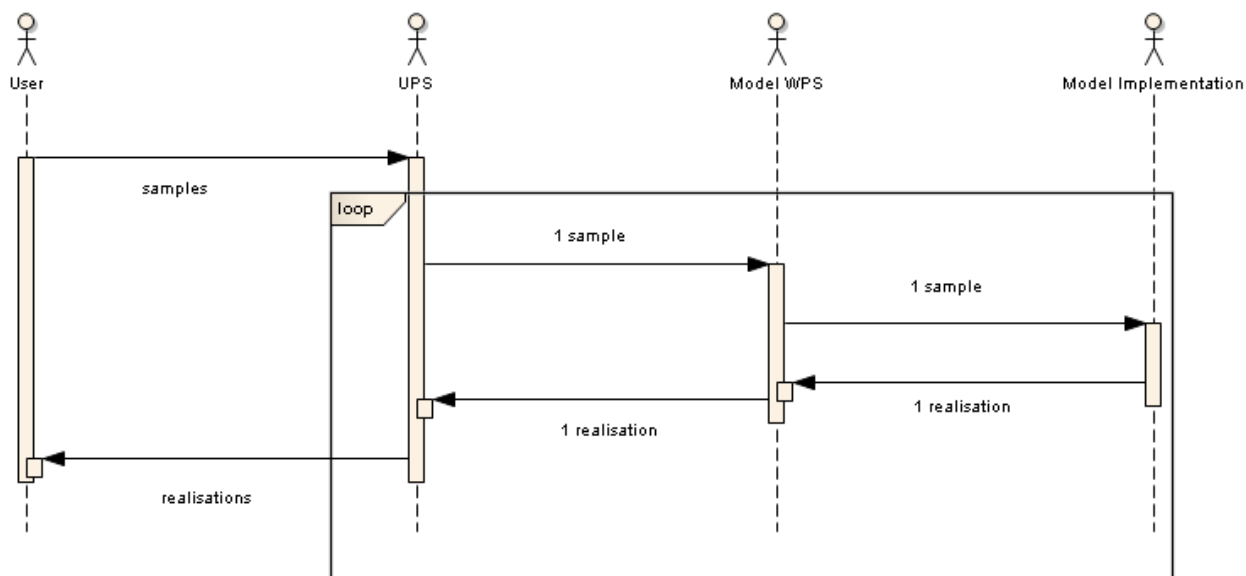 User
UPS
Model WPS
Model Implementation
samples
loop
1 sample
1 sample
1 realisation
1 realisation
realisations